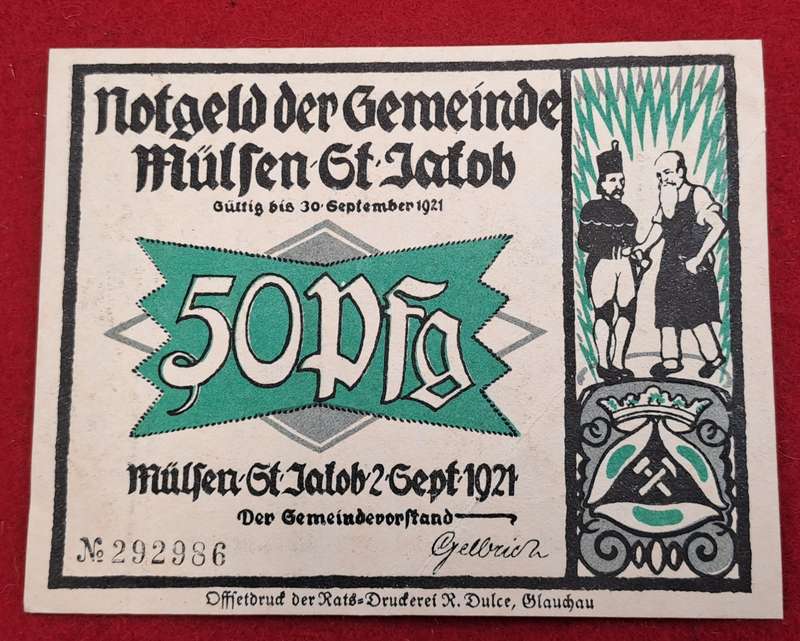 Notgeld der Gemeinde
Mülsen·St·Jakob
Gültig bis 30·September 1921
50 Pfg
Mülsen·St·Jakob·2·Sept·1921
Der Gemeindevorstand
№ 292986
Gelbrich
Offsetdruck der Rats=Druckerei R. Dulce, Glauchau